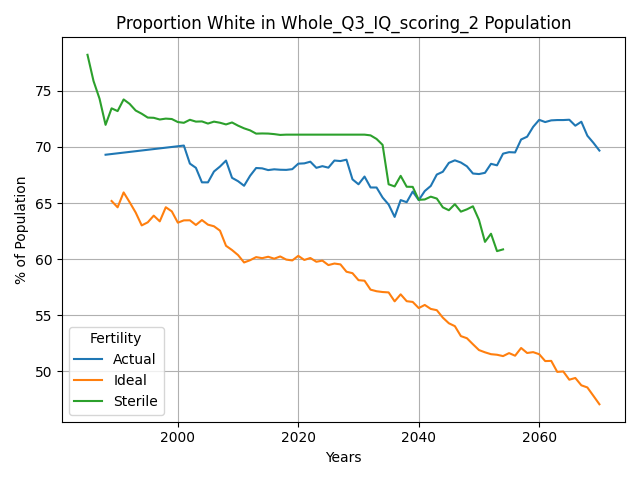 Proportion White in Whole_Q3_IQ_scoring_2 Population
% of Population
75
70
65
60
55
50
Fertility
Actual
Ideal
Sterile
2000
2020
2040
2060
Years